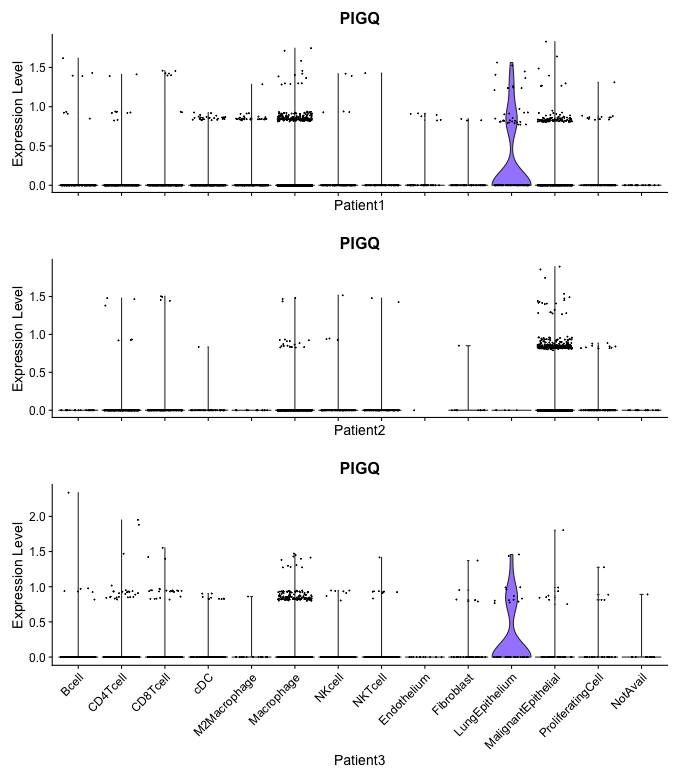 PIGQ
Expression Level
1.5
1.0
0.5
0.0
Patient1
PIGQ
Expression Level
1.5
1.0
0.5
0.0
Patient2
PIGQ
Expression Level
2.0
1.5
1.0
0.5
0.0
Bcell
CD4Tcell
CD8Tcell
cDC
M2Macrophage
Macrophage
NKcell
NKTcell
Endothelium
Fibroblast
LungEpithelium
MalignantEpithelial
ProliferatingCell
NotAvail
Patient3